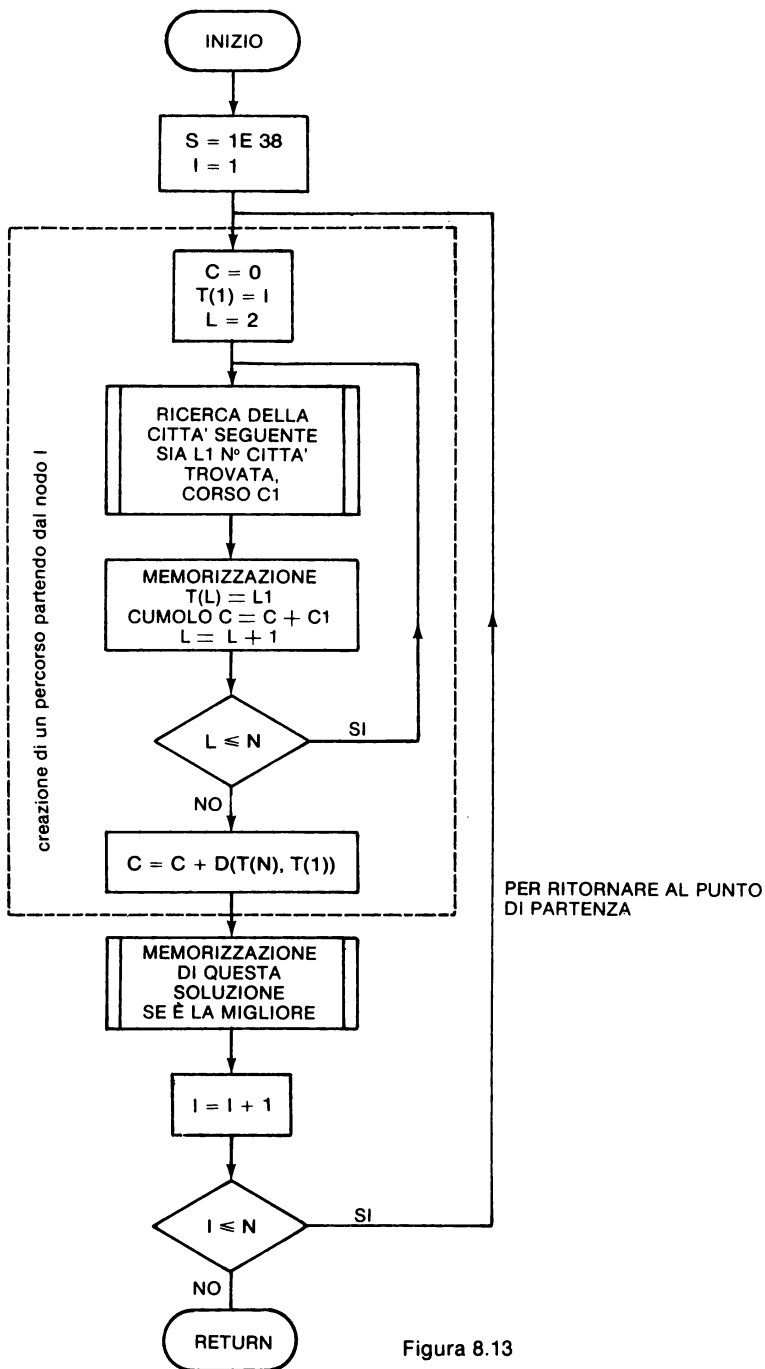 INIZIO
S = 1E 38
I = 1
C = 0
T(1) = I
L = 2
RICERCA DELLA
CITTA' SEGUENTE
SIA L1 Nº CITTA'
TROVATA,
CORSO C1
MEMORIZZAZIONE
T(L) = L1
CUMOLO C = C + C1
L = L + 1
L ⩽ N
SI
NO
C = C + D(T(N), T(1))
creazione di un percorso partendo dal nodo I
PER RITORNARE AL PUNTO
DI PARTENZA
MEMORIZZAZIONE
DI QUESTA
SOLUZIONE
SE È LA MIGLIORE
I = I + 1
I ⩽ N
SI
NO
RETURN
Figura 8.13